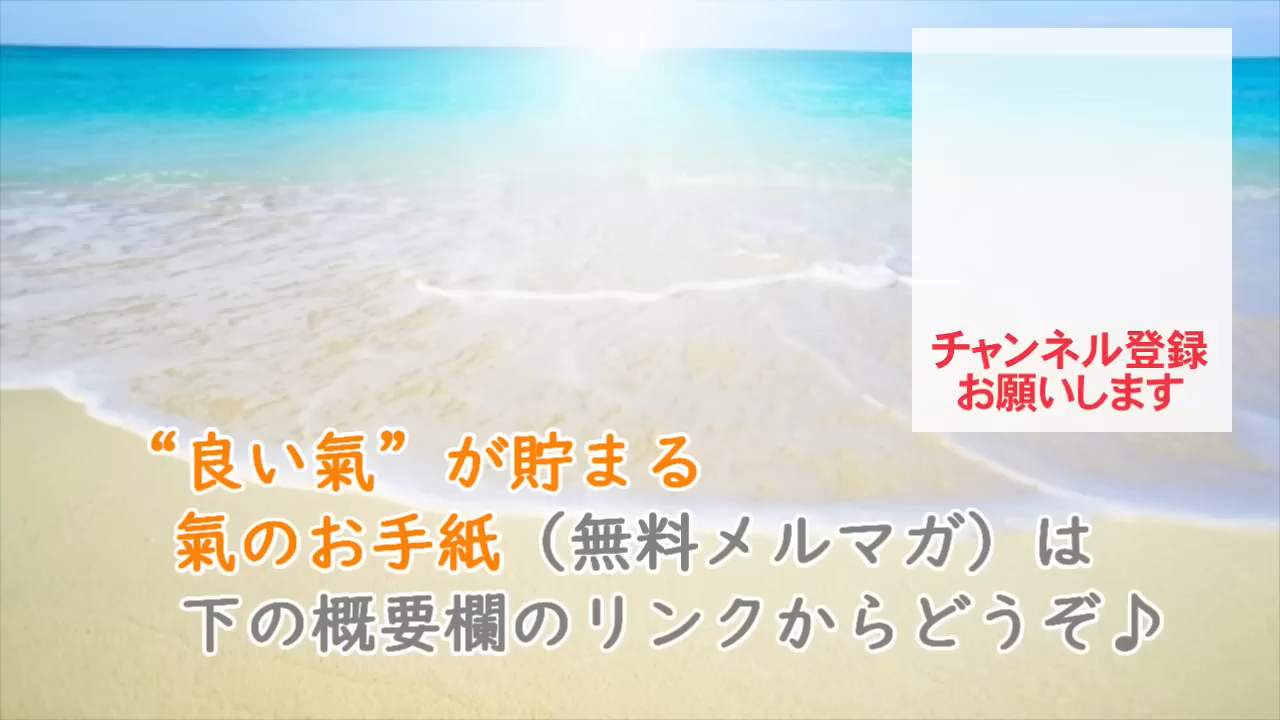 チャンネル登録
お願いします
“良い氣”が貯まる
氣のお手紙（無料メルマガ）は
下の概要欄のリンクからどうぞ♪